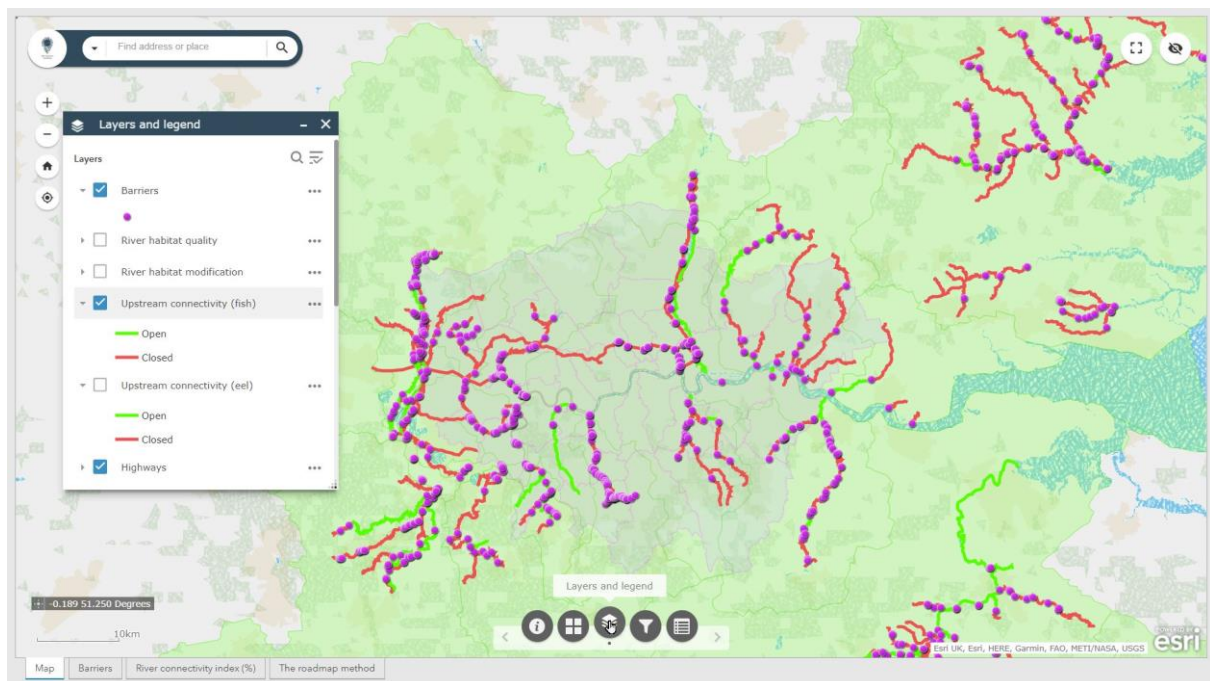 Find address or place
Layers and legend
Layers
Barriers
River habitat quality
River habitat modification
Upstream connectivity (fish)
Open
Closed
Upstream connectivity (eel)
Open
Closed
Highways
Layers and legend
-0.189 51.250 Degrees
10km
POWERED BY
esri
Esri UK, Esri, HERE, Garmin, FAO, METI/NASA, USGS
Map Barriers River connectivity index (%) The roadmap method